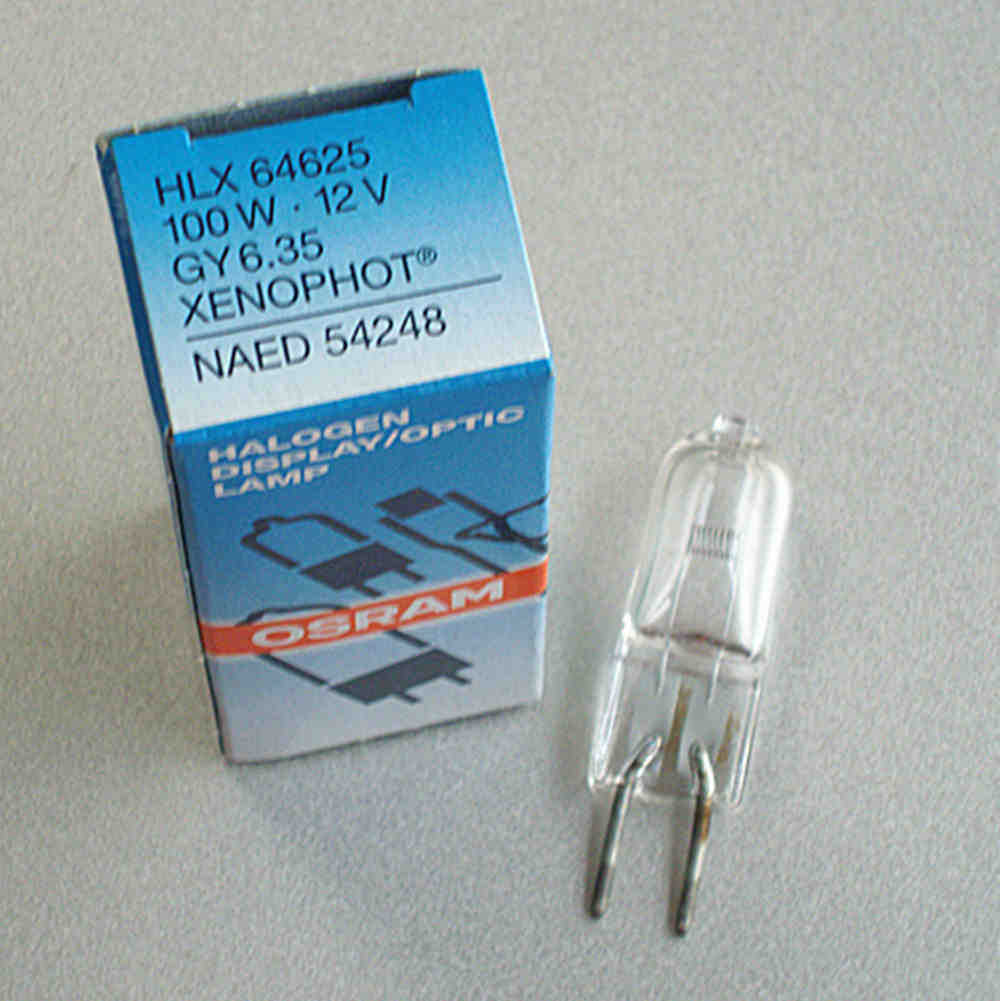 HLX 64625
100 W · 12 V
GY 6.35
XENOPHOT®
NAED 54248
HALOGEN
DISPLAY/OPTIC
LAMP
OSRAM